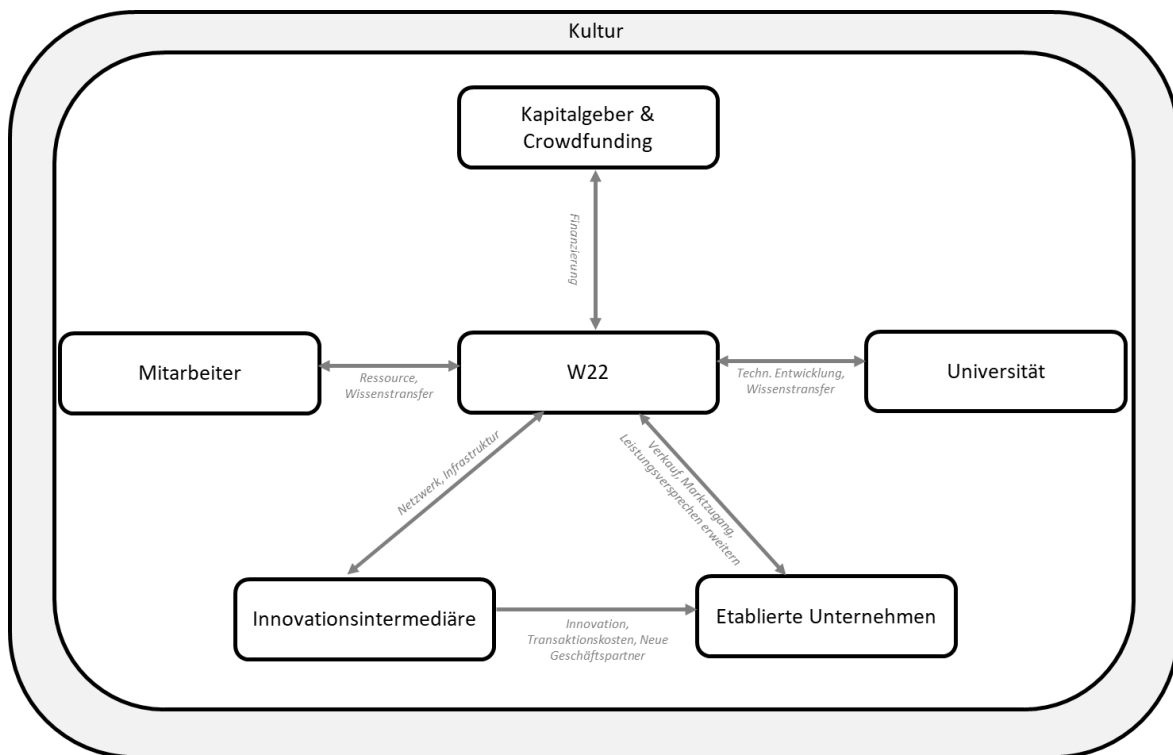 Kultur
Kapitalgeber &
Crowdfunding
Finanzierung
Mitarbeiter
Ressource,
Wissenstransfer
W22
Techn. Entwicklung,
Wissenstransfer
Universität
Netzwerk, Infrastruktur
Verkauf, Marktzugang,
Leistungsversprechen erweitern
Innovationsintermediäre
Innovation,
Transaktionskosten, Neue
Geschäftspartner
Etablierte Unternehmen